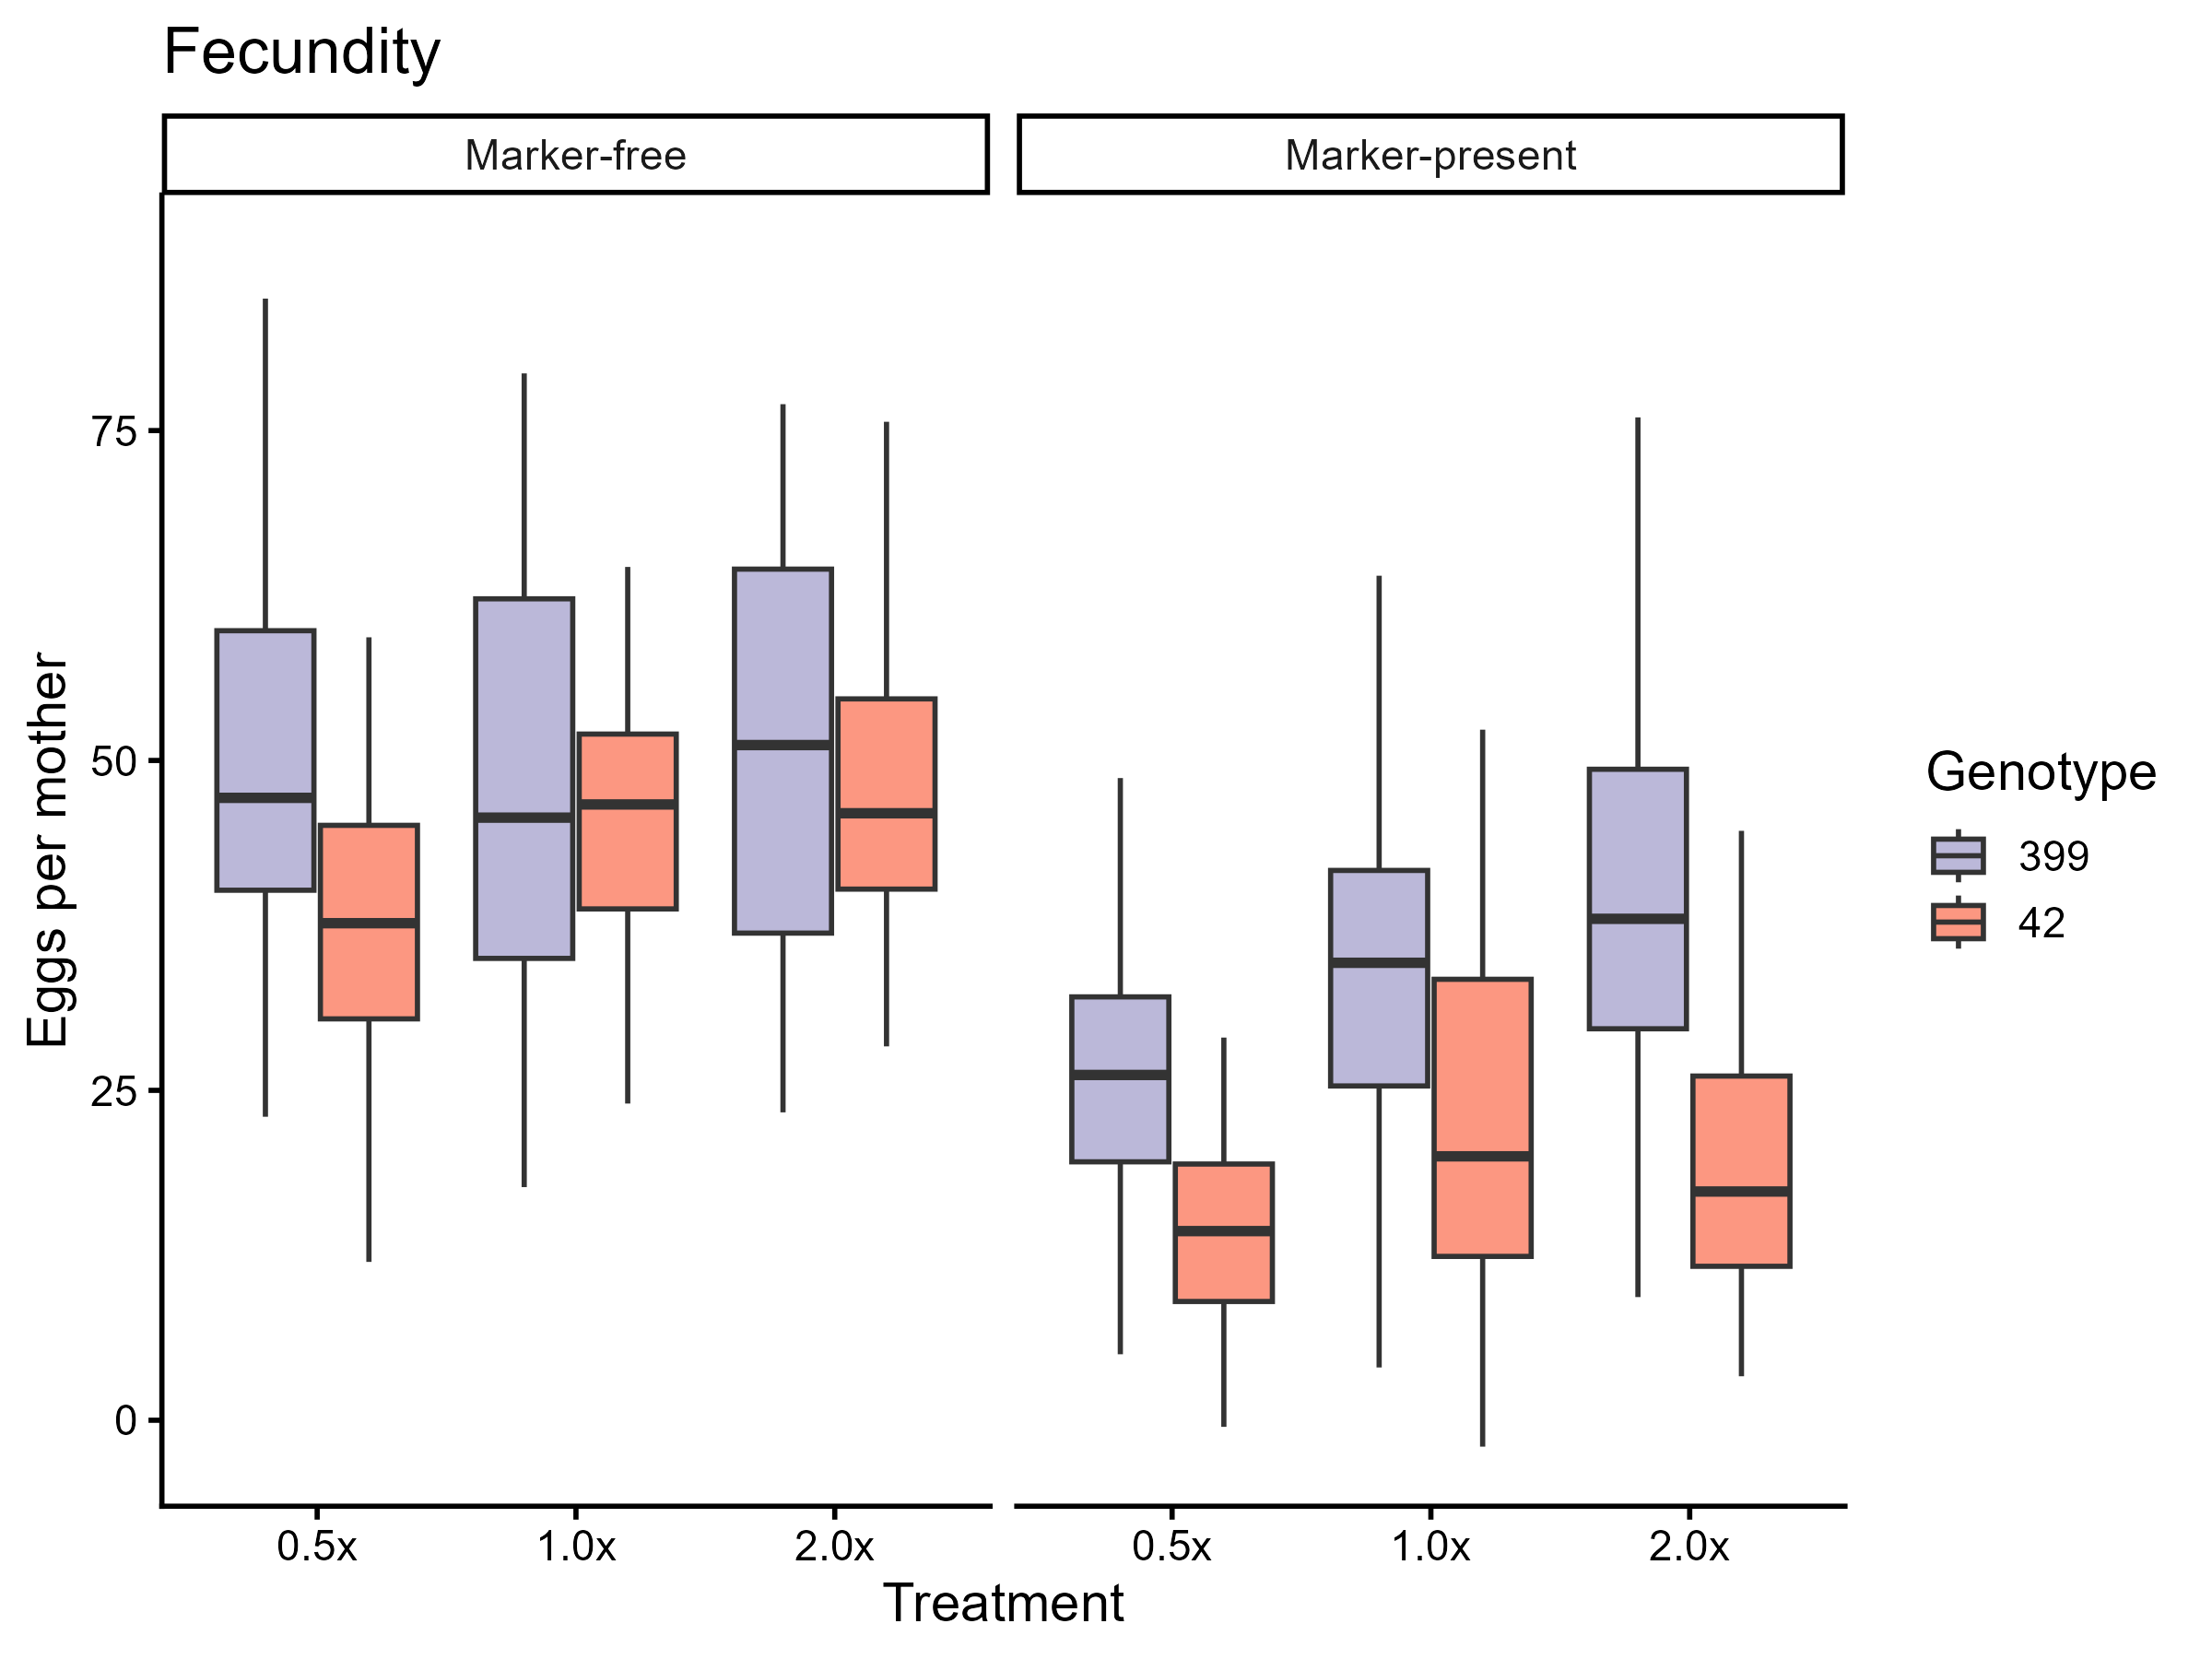 Fecundity
Marker-free
Marker-present
Eggs per mother
75
50
25
0
0.5x
1.0x
2.0x
0.5x
1.0x
2.0x
Treatment
Genotype
399
42